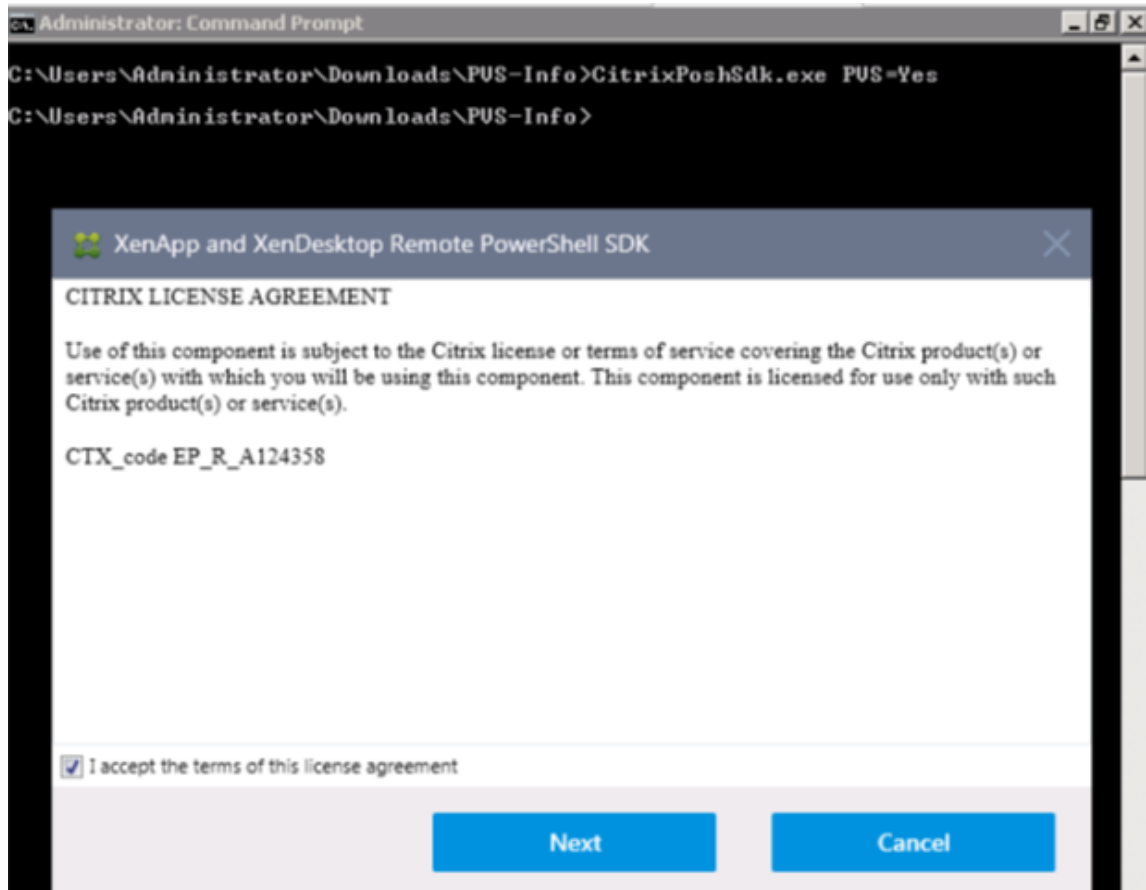 Administrator: Command Prompt
C:\Users\Administrator\Downloads\PVS-Info>CitrixPoshSdk.exe PVS=Yes
C:\Users\Administrator\Downloads\PVS-Info>
XenApp and XenDesktop Remote PowerShell SDK
CITRIX LICENSE AGREEMENT
Use of this component is subject to the Citrix license or terms of service covering the Citrix product(s) or
service(s) with which you will be using this component. This component is licensed for use only with such
Citrix product(s) or service(s).
CTX_code EP_R_A124358
I accept the terms of this license agreement
Next
Cancel